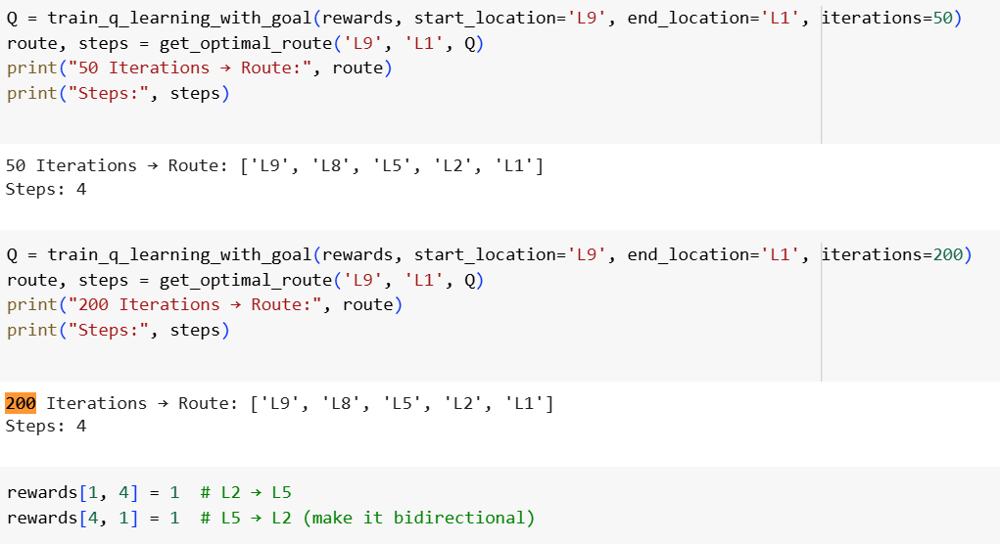 Q = train_q_learning_with_goal(rewards, start_location='L9', end_location='L1', iterations=50)
route, steps = get_optimal_route('L9', 'L1', Q)
print("50 Iterations → Route:", route)
print("Steps:", steps)
50 Iterations → Route: ['L9', 'L8', 'L5', 'L2', 'L1']
Steps: 4
Q = train_q_learning_with_goal(rewards, start_location='L9', end_location='L1', iterations=200)
route, steps = get_optimal_route('L9', 'L1', Q)
print("200 Iterations → Route:", route)
print("Steps:", steps)
200 Iterations → Route: ['L9', 'L8', 'L5', 'L2', 'L1']
Steps: 4
rewards[1, 4] = 1  # L2 → L5
rewards[4, 1] = 1  # L5 → L2 (make it bidirectional)